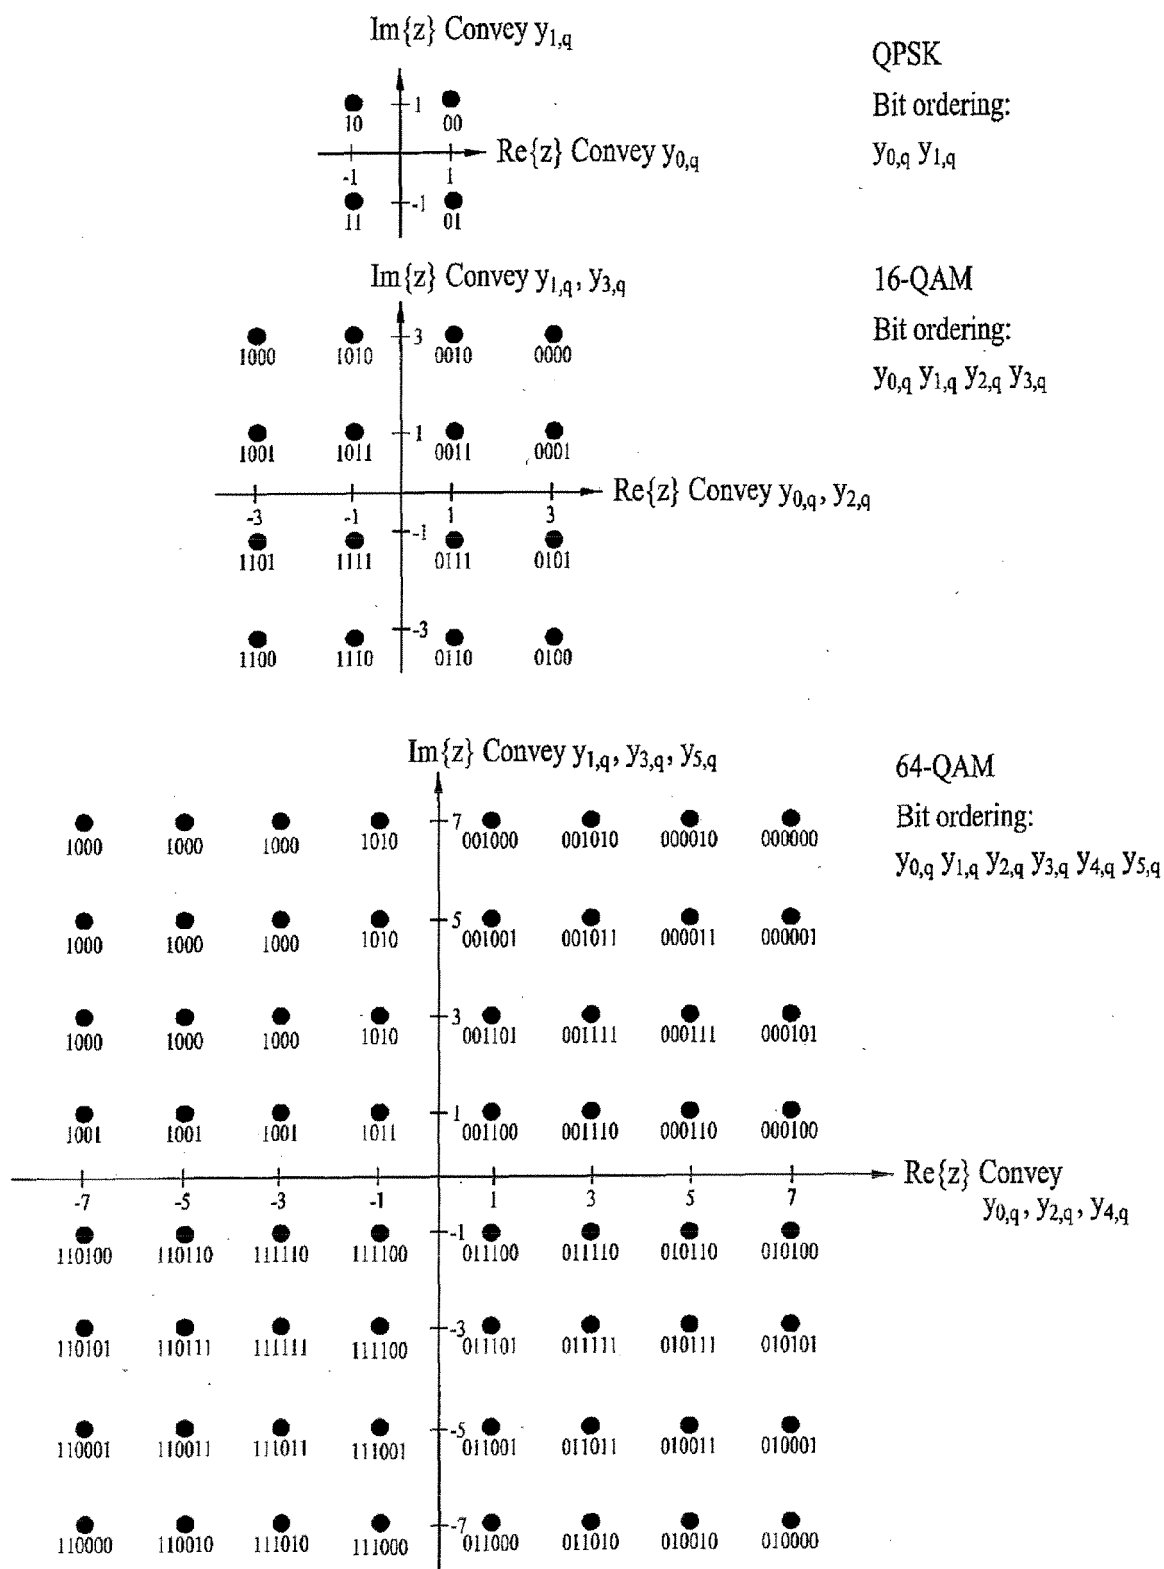 Im{z} Convey y1,q
QPSK
Bit ordering:
y0,q y1,q
1
10 00
Re{z} Convey y0,q
-1 1
-1
11 01
Im{z} Convey y1,q, y3,q
16-QAM
Bit ordering:
y0,q y1,q y2,q y3,q
3
1000 1010 0010 0000
1
1001 1011 0011 0001
Re{z} Convey y0,q, y2,q
-3 -1 1 3
-1
1101 1111 0111 0101
-3
1100 1110 0110 0100
Im{z} Convey y1,q, y3,q, y5,q
64-QAM
Bit ordering:
y0,q y1,q y2,q y3,q y4,q y5,q
7
1000 1000 1000 1010 001000 001010 000010 000000
5
1000 1000 1000 1010 001001 001011 000011 000001
3
1000 1000 1000 1010 001101 001111 000111 000101
1
1001 1001 1001 1011 001100 001110 000110 000100
Re{z} Convey
y0,q, y2,q, y4,q
-7 -5 -3 -1 1 3 5 7
-1
110100 110110 111110 111100 011100 011110 010110 010100
-3
110101 110111 111111 111100 011101 011111 010111 010101
-5
110001 110011 111011 111001 011001 011011 010011 010001
-7
110000 110010 111010 111000 011000 011010 010010 010000